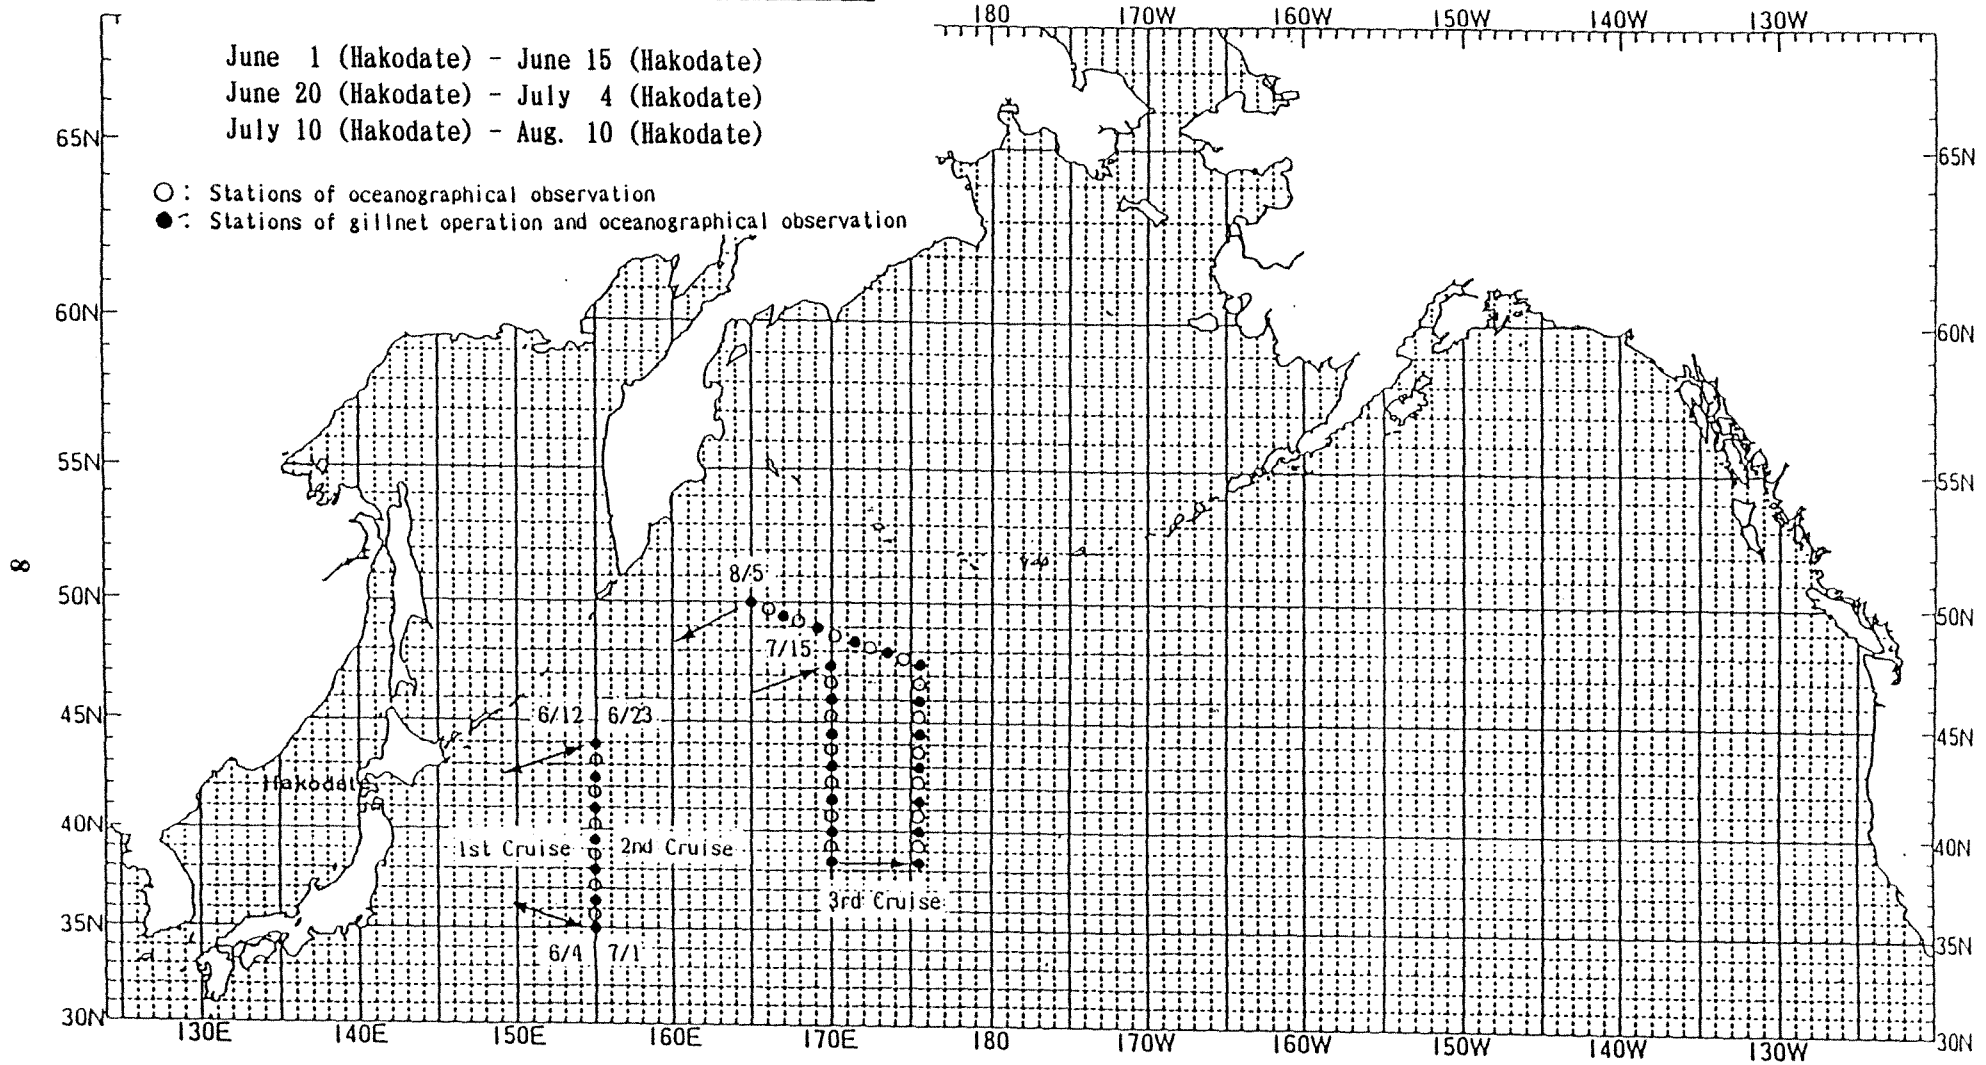 180 170W 160W 150W 140W 130W
June 1 (Hakodate) - June 15 (Hakodate)
June 20 (Hakodate) - July 4 (Hakodate)
July 10 (Hakodate) - Aug. 10 (Hakodate)
65N 65N
○: Stations of oceanographical observation
●: Stations of gillnet operation and oceanographical observation
60N 60N
55N 55N
8
8/5
50N 50N
7/15
45N 6/12 6/23 45N
Hakodate
40N 1st Cruise 2nd Cruise 40N
3rd Cruise
35N 35N
6/4 7/1
30N 30N
130E 140E 150E 160E 170E 180 170W 160W 150W 140W 130W